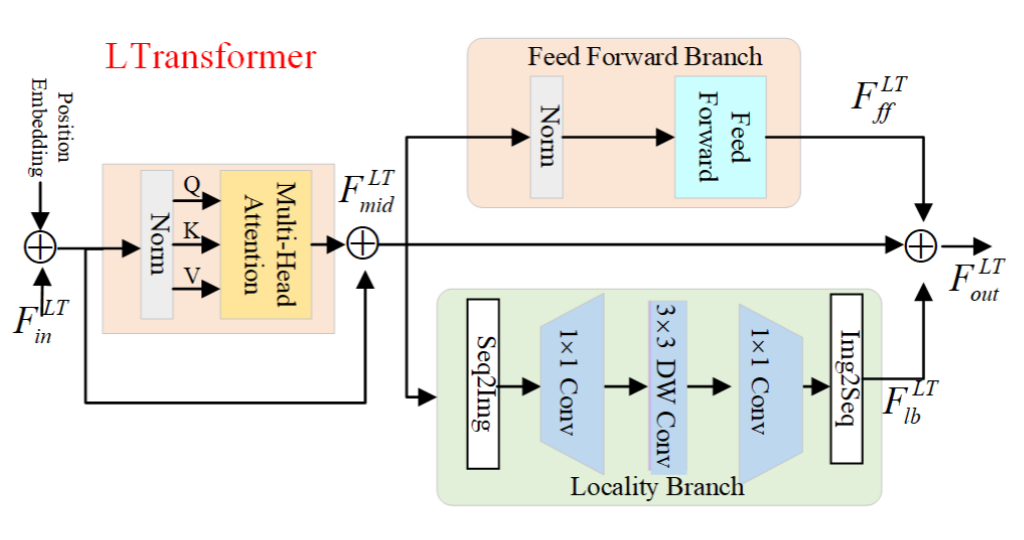 LTransformer
Position
Embedding
F_{in}^{LT}
Norm
Q
K
V
Multi-Head
Attention
F_{mid}^{LT}
Feed Forward Branch
Norm
Feed
Forward
F_{ff}^{LT}
F_{out}^{LT}
Seq2Img
1×1 Conv
3×3 DW Conv
1×1 Conv
Img2Seq
F_{lb}^{LT}
Locality Branch